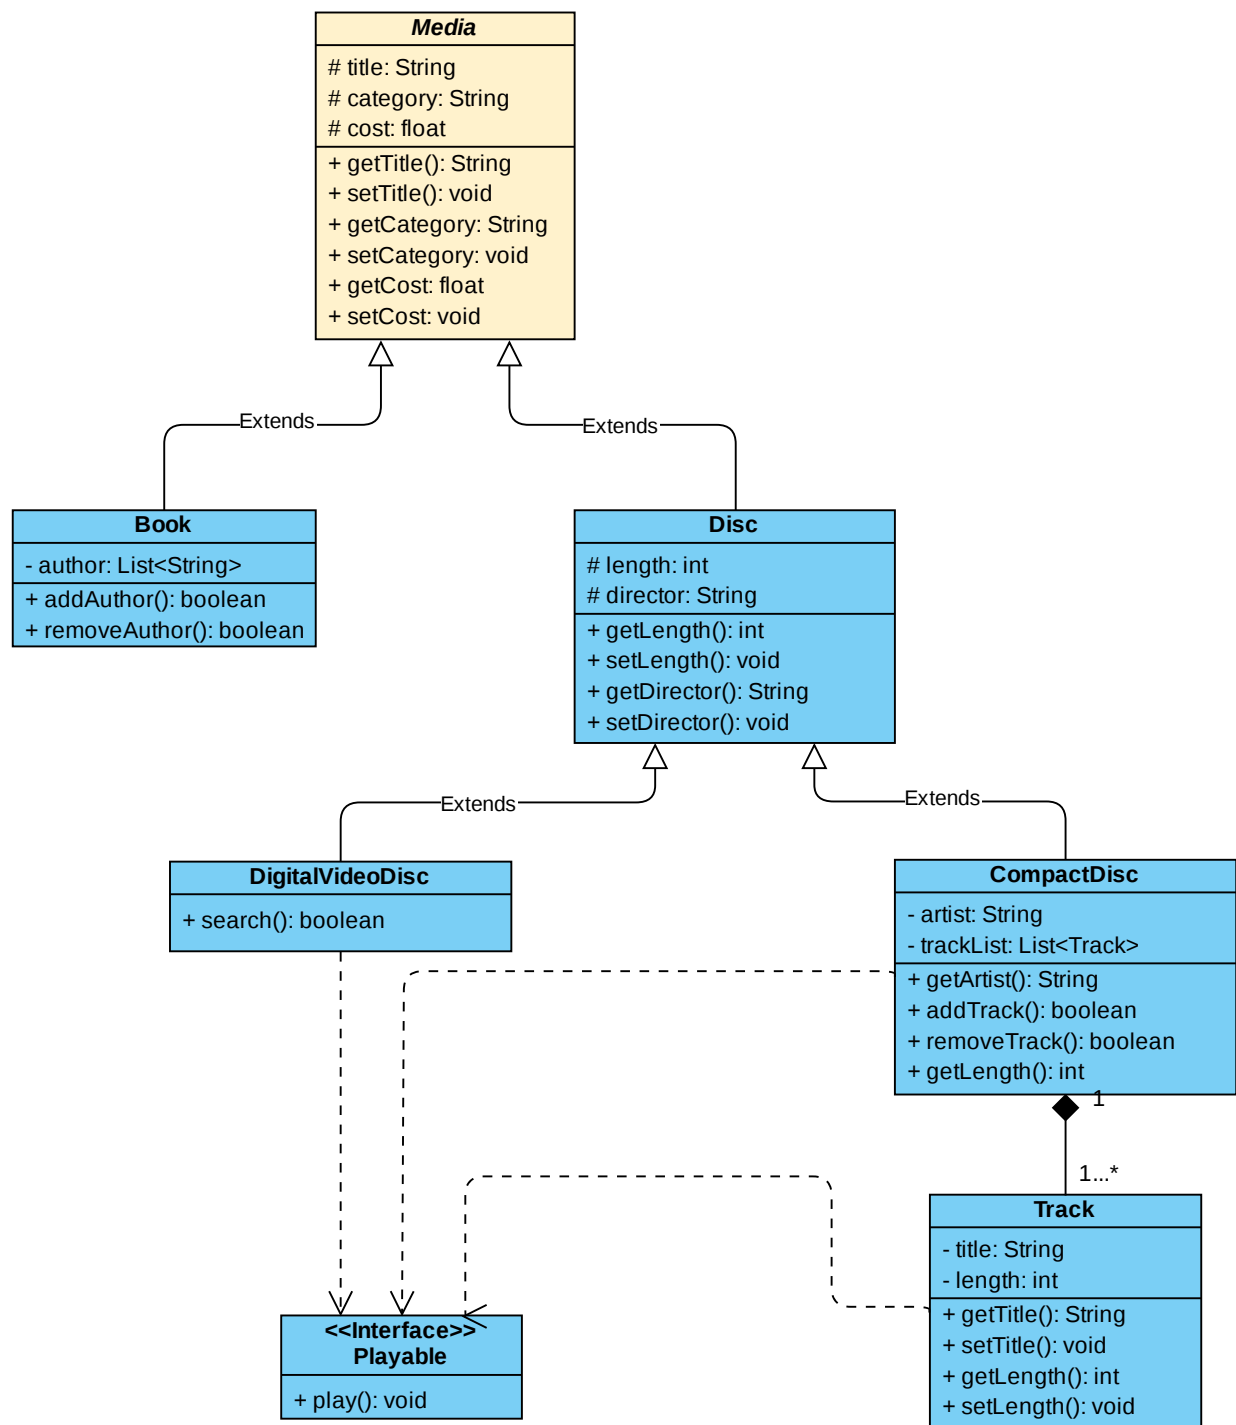 Media
# title: String
# category: String
# cost: float
+ getTitle(): String
+ setTitle(): void
+ getCategory: String
+ setCategory: void
+ getCost: float
+ setCost: void
Extends
Extends
Book
- author: List<String>
+ addAuthor(): boolean
+ removeAuthor(): boolean
Disc
# length: int
# director: String
+ getLength(): int
+ setLength(): void
+ getDirector(): String
+ setDirector(): void
Extends
Extends
DigitalVideoDisc
+ search(): boolean
CompactDisc
- artist: String
- trackList: List<Track>
+ getArtist(): String
+ addTrack(): boolean
+ removeTrack(): boolean
+ getLength(): int
1
1...*
Track
- title: String
- length: int
+ getTitle(): String
+ setTitle(): void
+ getLength(): int
+ setLength(): void
<<Interface>>
Playable
+ play(): void